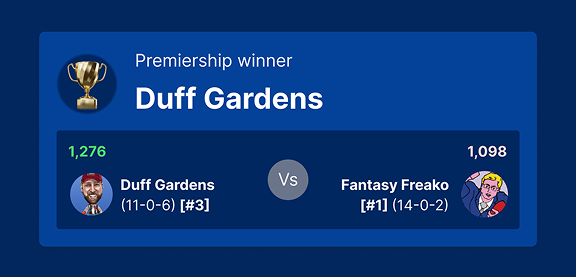 Premiership winner
Duff Gardens
1,276
1,098
Duff Gardens
(11-0-6) [#3]
Vs
Fantasy Freako
[#1] (14-0-2)